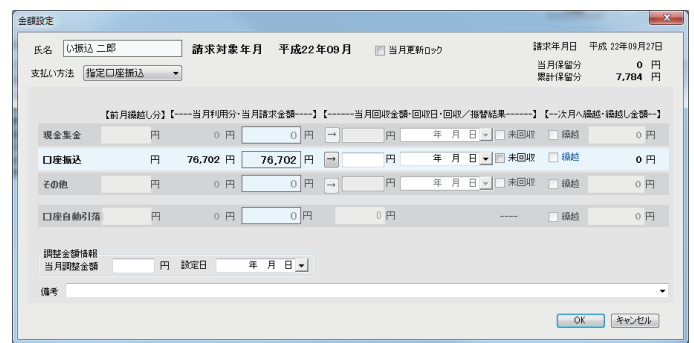 金額設定
氏名 い振込 二郎 請求対象年月 平成22年09月 当月更新ロック 請求年月日 平成 22年09月27日
支払い方法 指定口座振込 当月保留分 0 円
累計保留分 7,784 円
【前月繰越し分】【----当月利用分・当月請求金額----】【------当月回収金額・回収日・回収/振替結果------】【--次月へ繰越・繰越し金額--】
現金集金 円 0 円 0 円 → 円 年 月 日 未回収 繰越 0 円
口座振込 円 76,702 円 76,702 円 → 円 年 月 日 未回収 繰越 0 円
その他 円 0 円 0 円 → 円 年 月 日 未回収 繰越 0 円
口座自動引落 円 0 円 0 円 0 円 ---- 繰越 0 円
調整金額情報
当月調整金額 円 設定日 年 月 日
備考
OK キャンセル